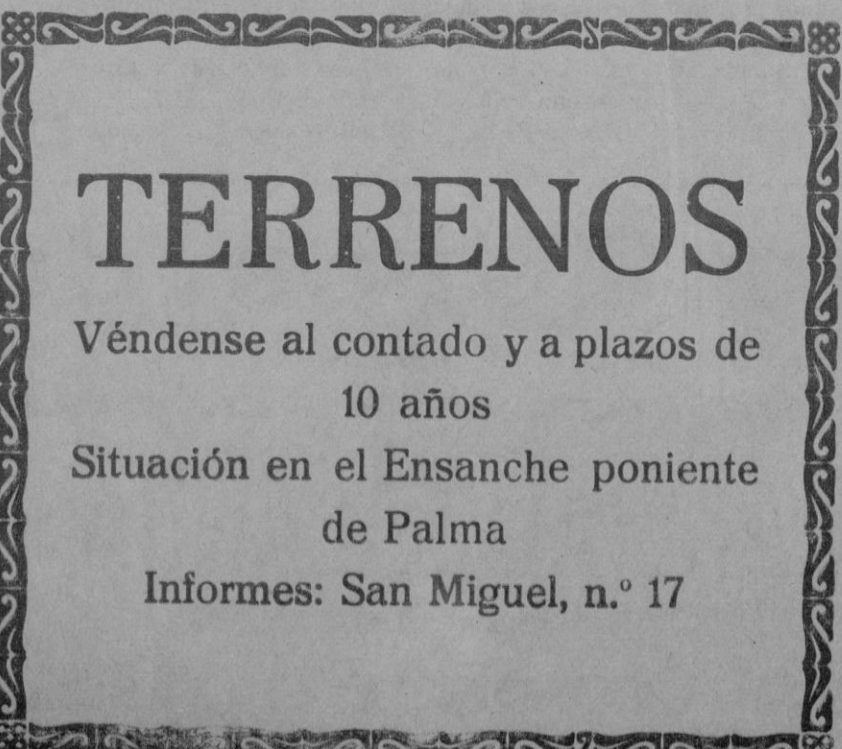 TERRENOS
Véndense al contado y a plazos de
10 años
Situación en el Ensanche poniente
de Palma
Informes: San Miguel, n.º 17